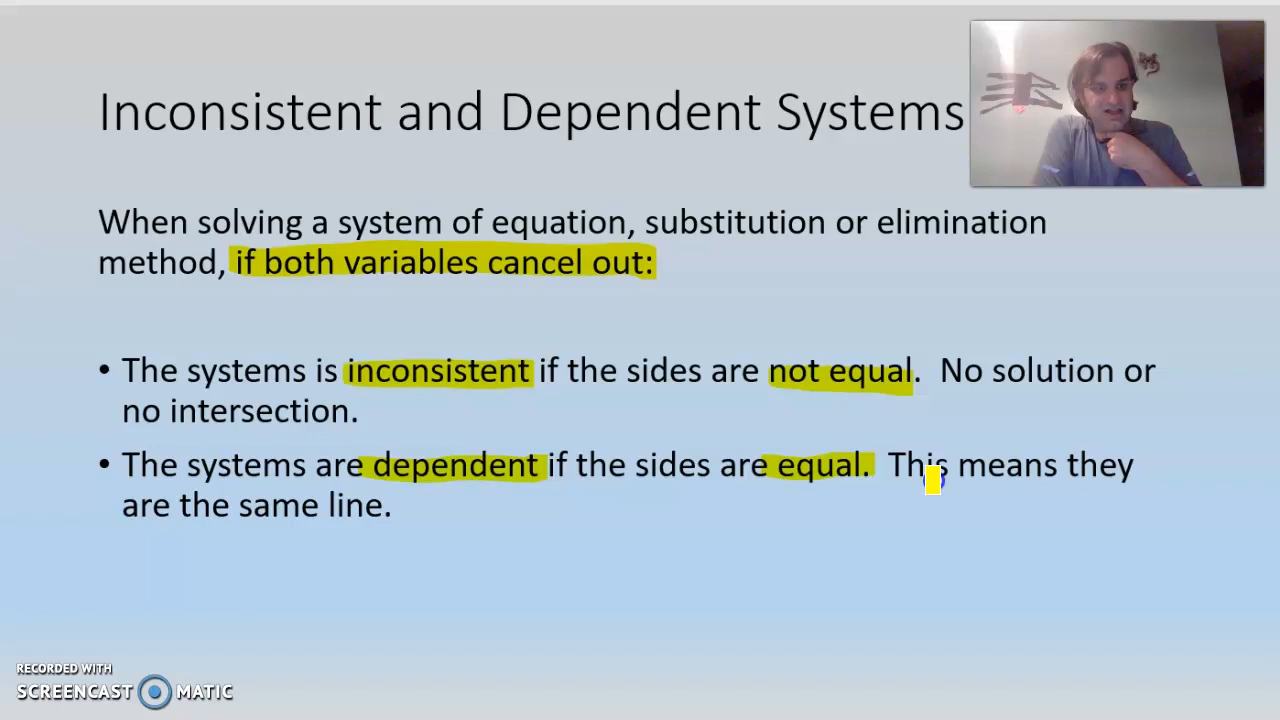 Inconsistent and Dependent Systems
When solving a system of equation, substitution or elimination
method, if both variables cancel out:
• The systems is inconsistent if the sides are not equal. No solution or
no intersection.
• The systems are dependent if the sides are equal. This means they
are the same line.
RECORDED WITH
SCREENCAST MATIC